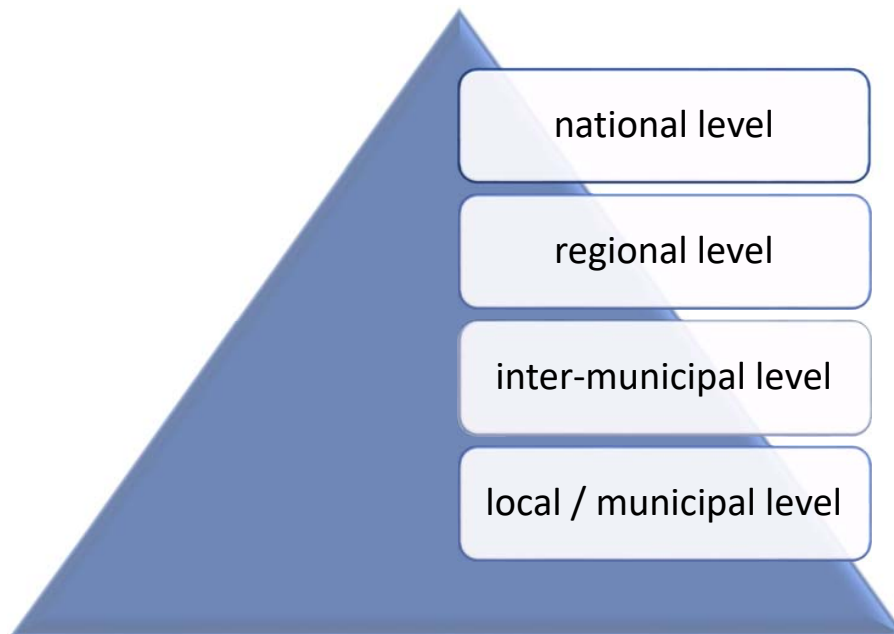 national level
regional level
inter-municipal level
local / municipal level